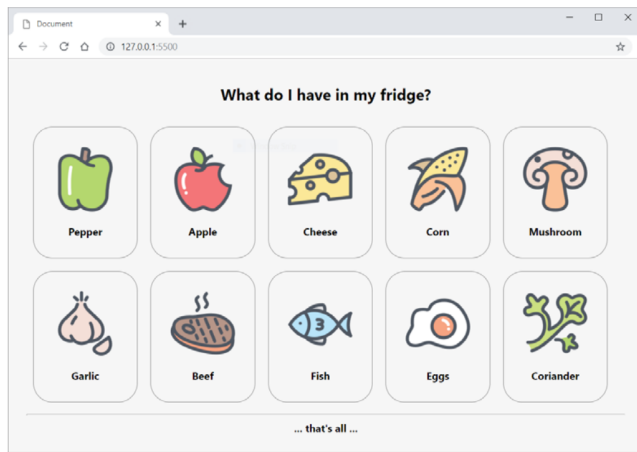 Document
127.0.0.1:5500
What do I have in my fridge?
Pepper Apple Cheese Corn Mushroom
3
Garlic Beef Fish Eggs Coriander
... that's all ...